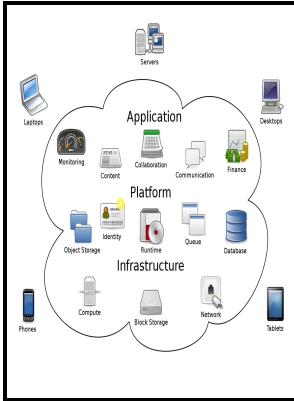 Servers
Laptops
Desktops
Application
Monitoring
NEWS
Content
Collaboration
Communication
Finance
Platform
Object Storage
Identity
Runtime
Queue
Database
Infrastructure
Compute
Block Storage
Network
Phones
Tablets